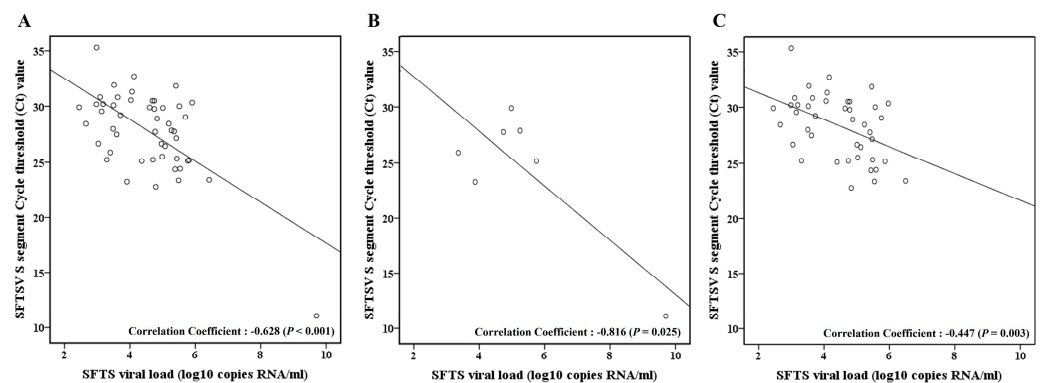 A
SFTSV S segment Cycle threshold (Ct) value
35
30
25
20
15
10
Correlation Coefficient : -0.628 (P < 0.001)
2 4 6 8 10
SFTS viral load (log10 copies RNA/ml)
B
SFTSV S segment Cycle threshold (Ct) value
35
30
25
20
15
10
Correlation Coefficient : -0.816 (P = 0.025)
2 4 6 8 10
SFTS viral load (log10 copies RNA/ml)
C
SFTSV S segment Cycle threshold (Ct) value
35
30
25
20
15
10
Correlation Coefficient : -0.447 (P = 0.003)
2 4 6 8 10
SFTS viral load (log10 copies RNA/ml)